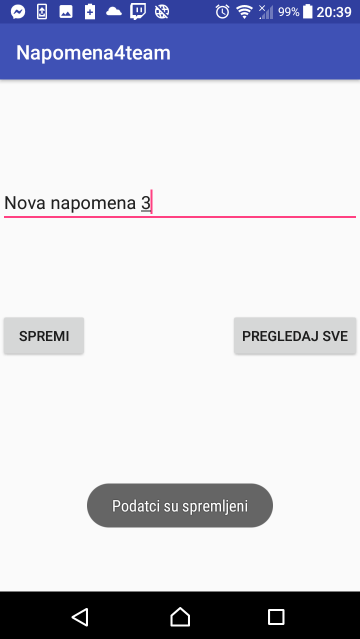 99% 20:39
Napomena4team
Nova napomena 3
SPREMI PREGLEDAJ SVE
Podatci su spremljeni